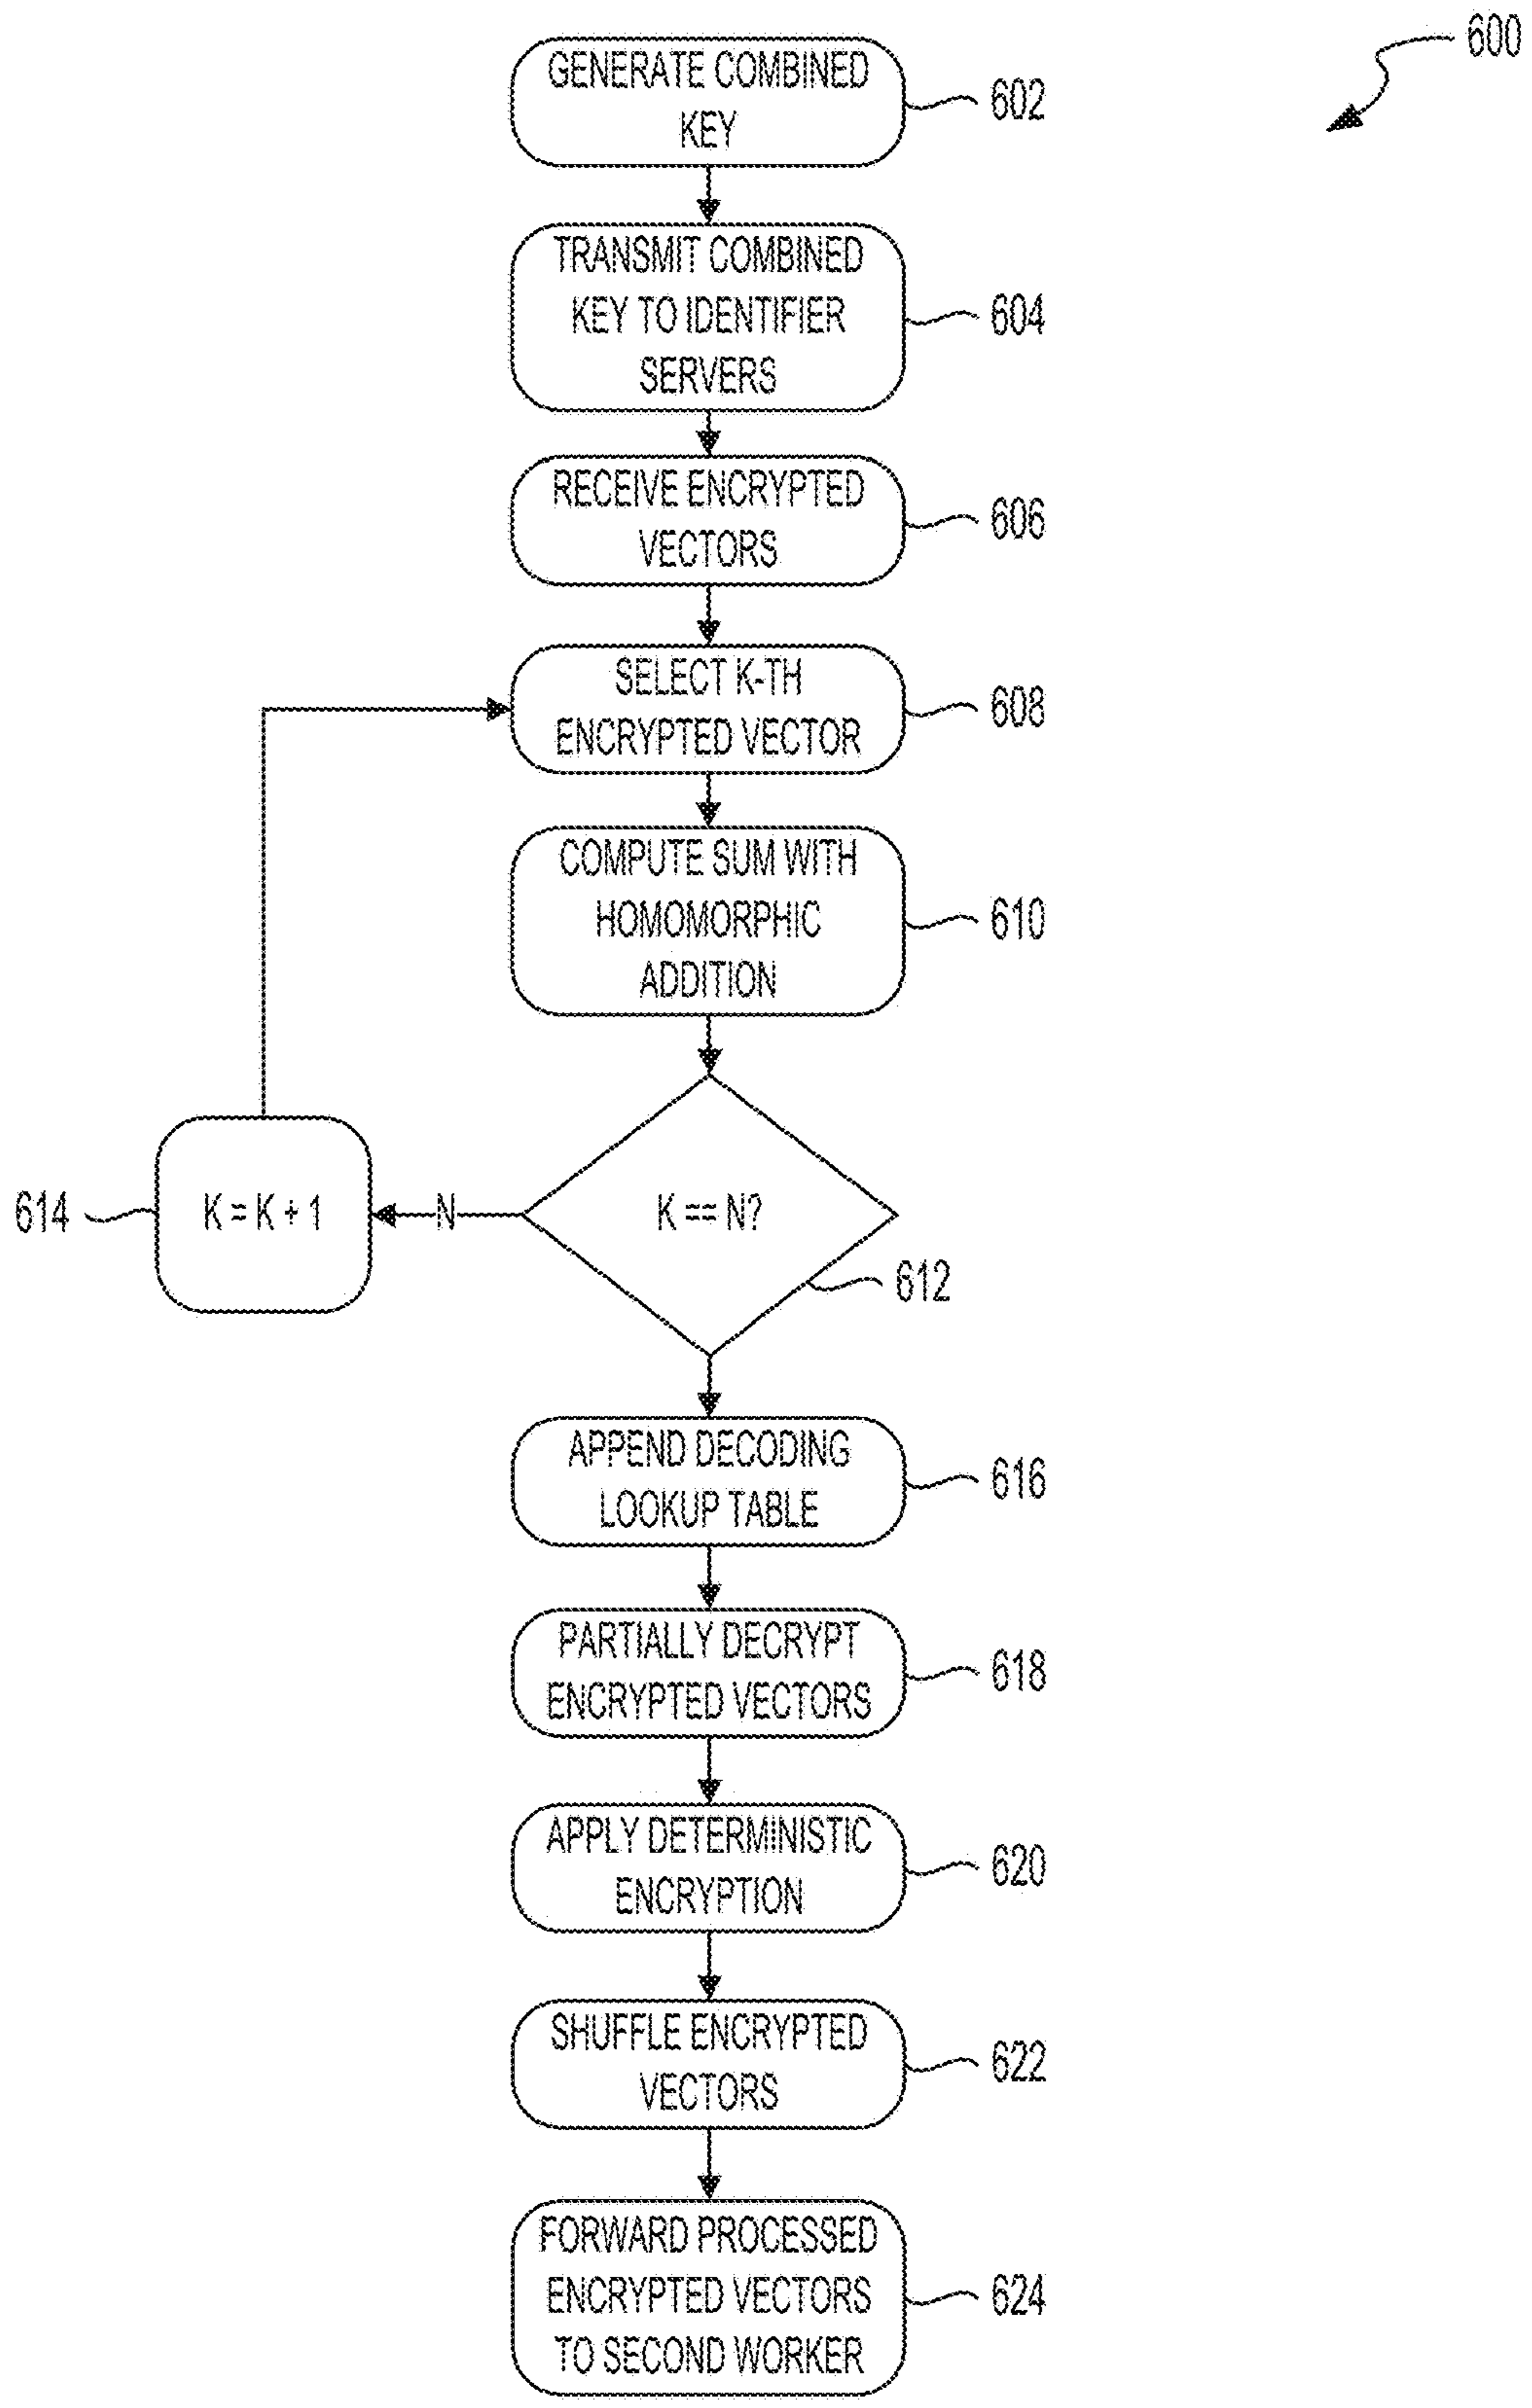 600
GENERATE COMBINED
KEY
602
TRANSMIT COMBINED
KEY TO IDENTIFIER
SERVERS
604
RECEIVE ENCRYPTED
VECTORS
606
SELECT K-TH
ENCRYPTED VECTOR
608
COMPUTE SUM WITH
HOMOMORPHIC
ADDITION
610
614
K = K + 1
N
K == N?
612
APPEND DECODING
LOOKUP TABLE
616
PARTIALLY DECRYPT
ENCRYPTED VECTORS
618
APPLY DETERMINISTIC
ENCRYPTION
620
SHUFFLE ENCRYPTED
VECTORS
622
FORWARD PROCESSED
ENCRYPTED VECTORS
TO SECOND WORKER
624